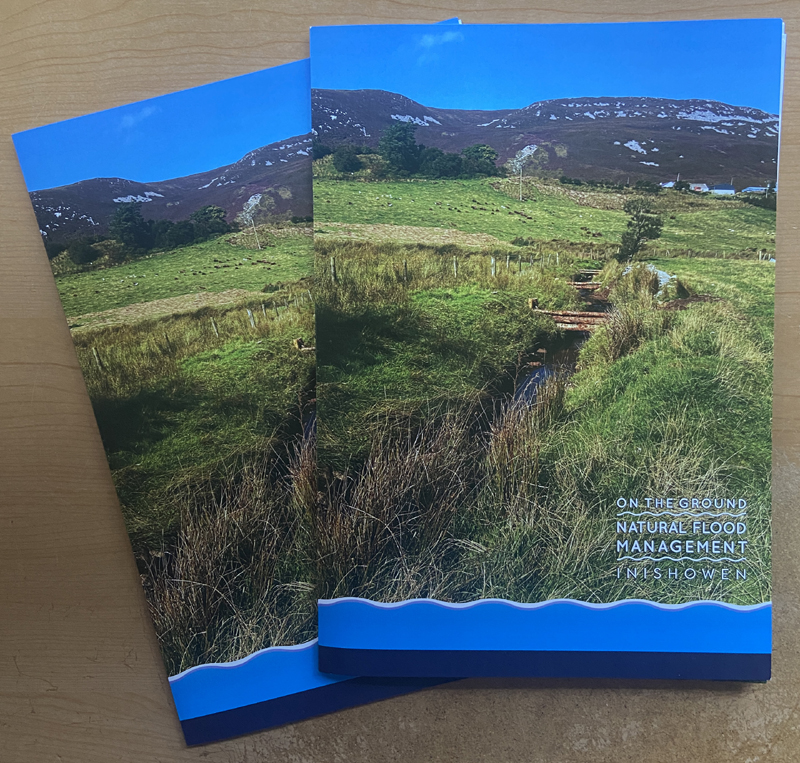 ON THE GROUND
NATURAL FLOOD
MANAGEMENT
INISHOWEN